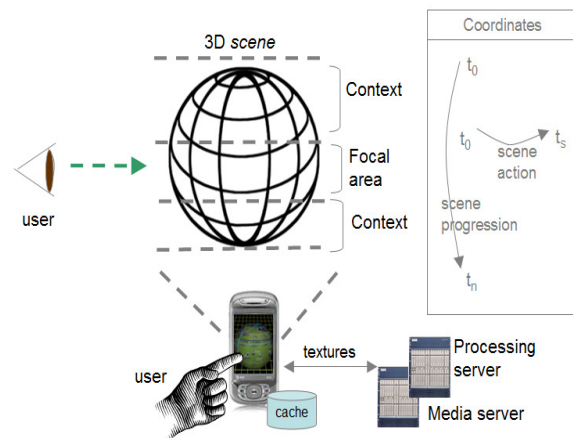 3D scene
Context
Focal
area
Context
user
Coordinates
t0
t0
ts
scene
action
scene
progression
tn
user
textures
cache
Processing
server
Media server